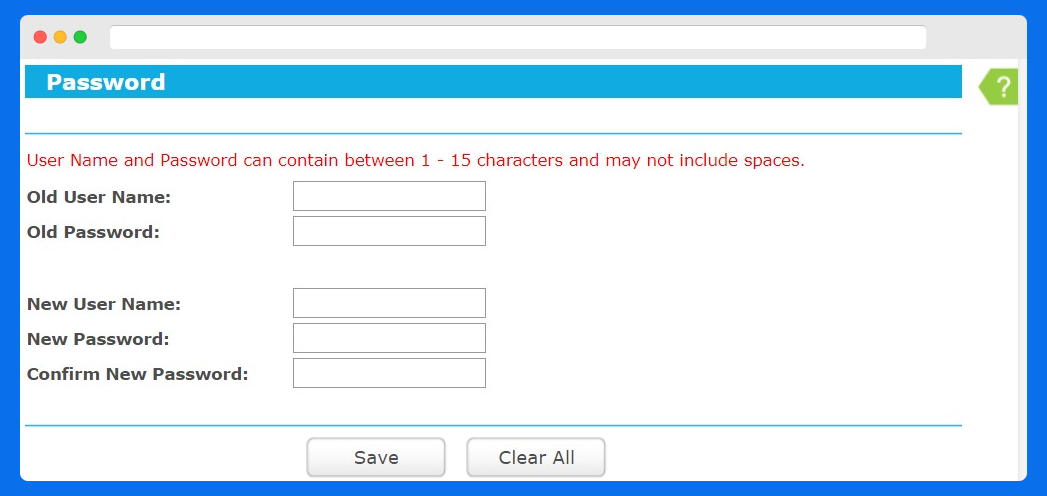 Password
?
User Name and Password can contain between 1 - 15 characters and may not include spaces.
Old User Name:
Old Password:
New User Name:
New Password:
Confirm New Password:
Save Clear All